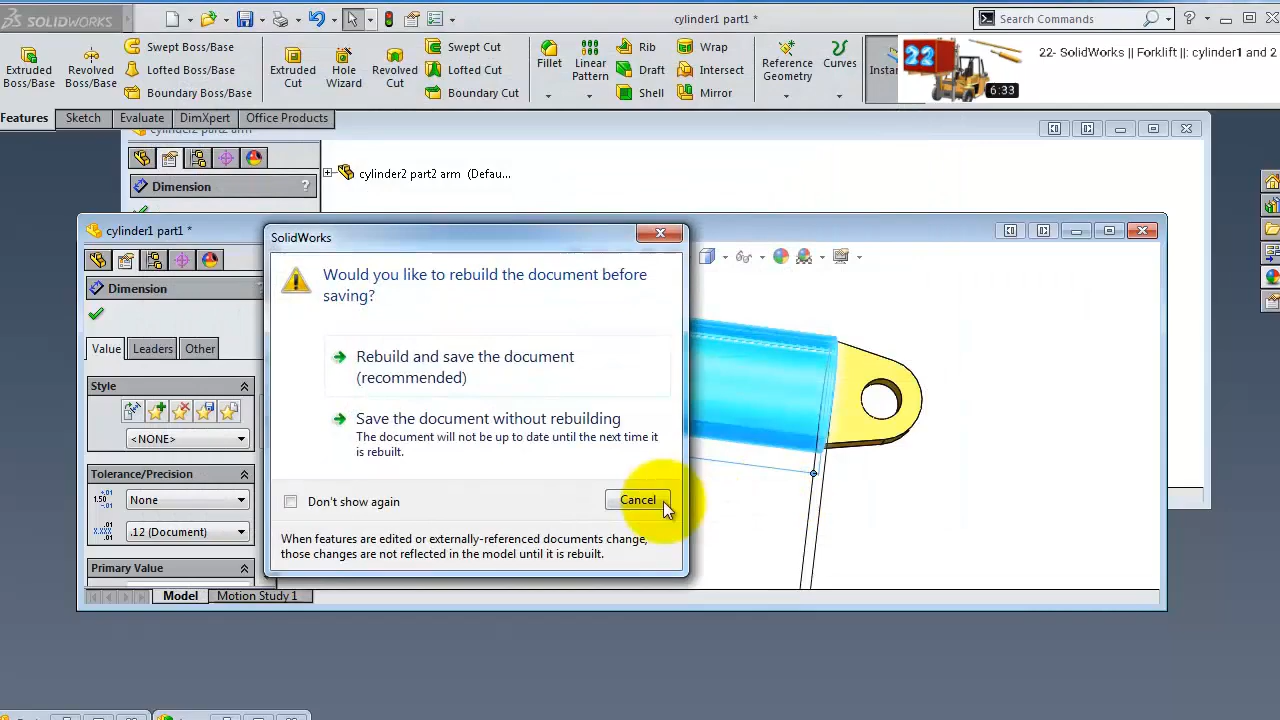 SOLIDWORKS
cylinder1 part1 *
Search Commands
Extruded Boss/Base
Revolved Boss/Base
Swept Boss/Base
Lofted Boss/Base
Boundary Boss/Base
Extruded Cut
Hole Wizard
Revolved Cut
Swept Cut
Lofted Cut
Boundary Cut
Fillet
Linear Pattern
Rib
Draft
Shell
Wrap
Intersect
Mirror
Reference Geometry
Curves
Instan
22
6:33
22- SolidWorks || Forklift ||: cylinder1 and 2
Features
Sketch
Evaluate
DimXpert
Office Products
cylinder2 part2 arm
Dimension
?
cylinder2 part2 arm (Defau...
cylinder1 part1 *
Dimension
Value
Leaders
Other
Style
<NONE>
Tolerance/Precision
None
.12 (Document)
Primary Value
Model
Motion Study 1
SolidWorks
Would you like to rebuild the document before
saving?
Rebuild and save the document
(recommended)
Save the document without rebuilding
The document will not be up to date until the next time it
is rebuilt.
Don't show again
Cancel
When features are edited or externally-referenced documents change,
those changes are not reflected in the model until it is rebuilt.